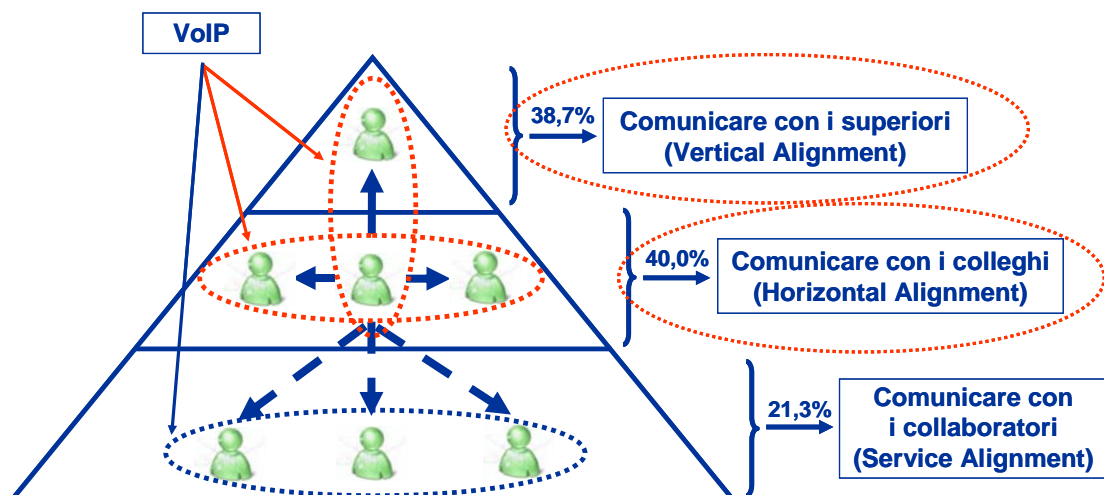 VoIP
38,7%
Comunicare con i superiori
(Vertical Alignment)
40,0%
Comunicare con i colleghi
(Horizontal Alignment)
21,3%
Comunicare con
i collaboratori
(Service Alignment)